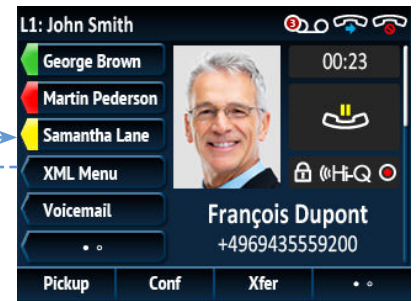 L1: John Smith
3
George Brown
00:23
Martin Pederson
Samantha Lane
XML Menu
Hi-Q
Voicemail
François Dupont
+4969435559200
Pickup Conf Xfer